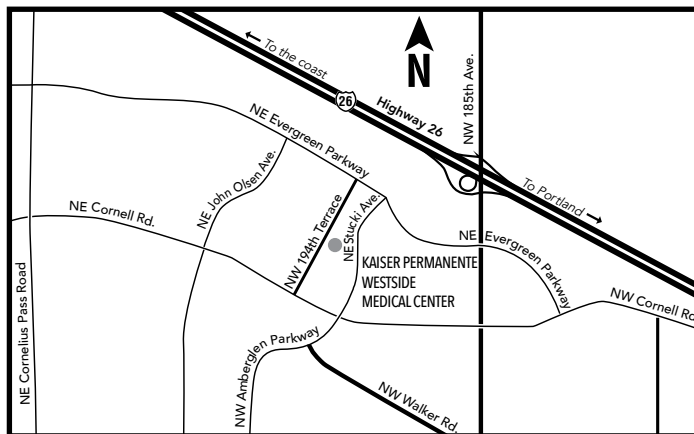 To the coast
N
26
Highway 26
NW 185th Ave.
NE Evergreen Parkway
NE John Olsen Ave.
To Portland
NE Cornell Rd.
NW 194th Terrace
NE Stucki Ave.
NE Evergreen Parkway
KAISER PERMANENTE
WESTSIDE
MEDICAL CENTER
NW Cornell Rd.
NE Cornelius Pass Road
NW Amberglen Parkway
NW Walker Rd.